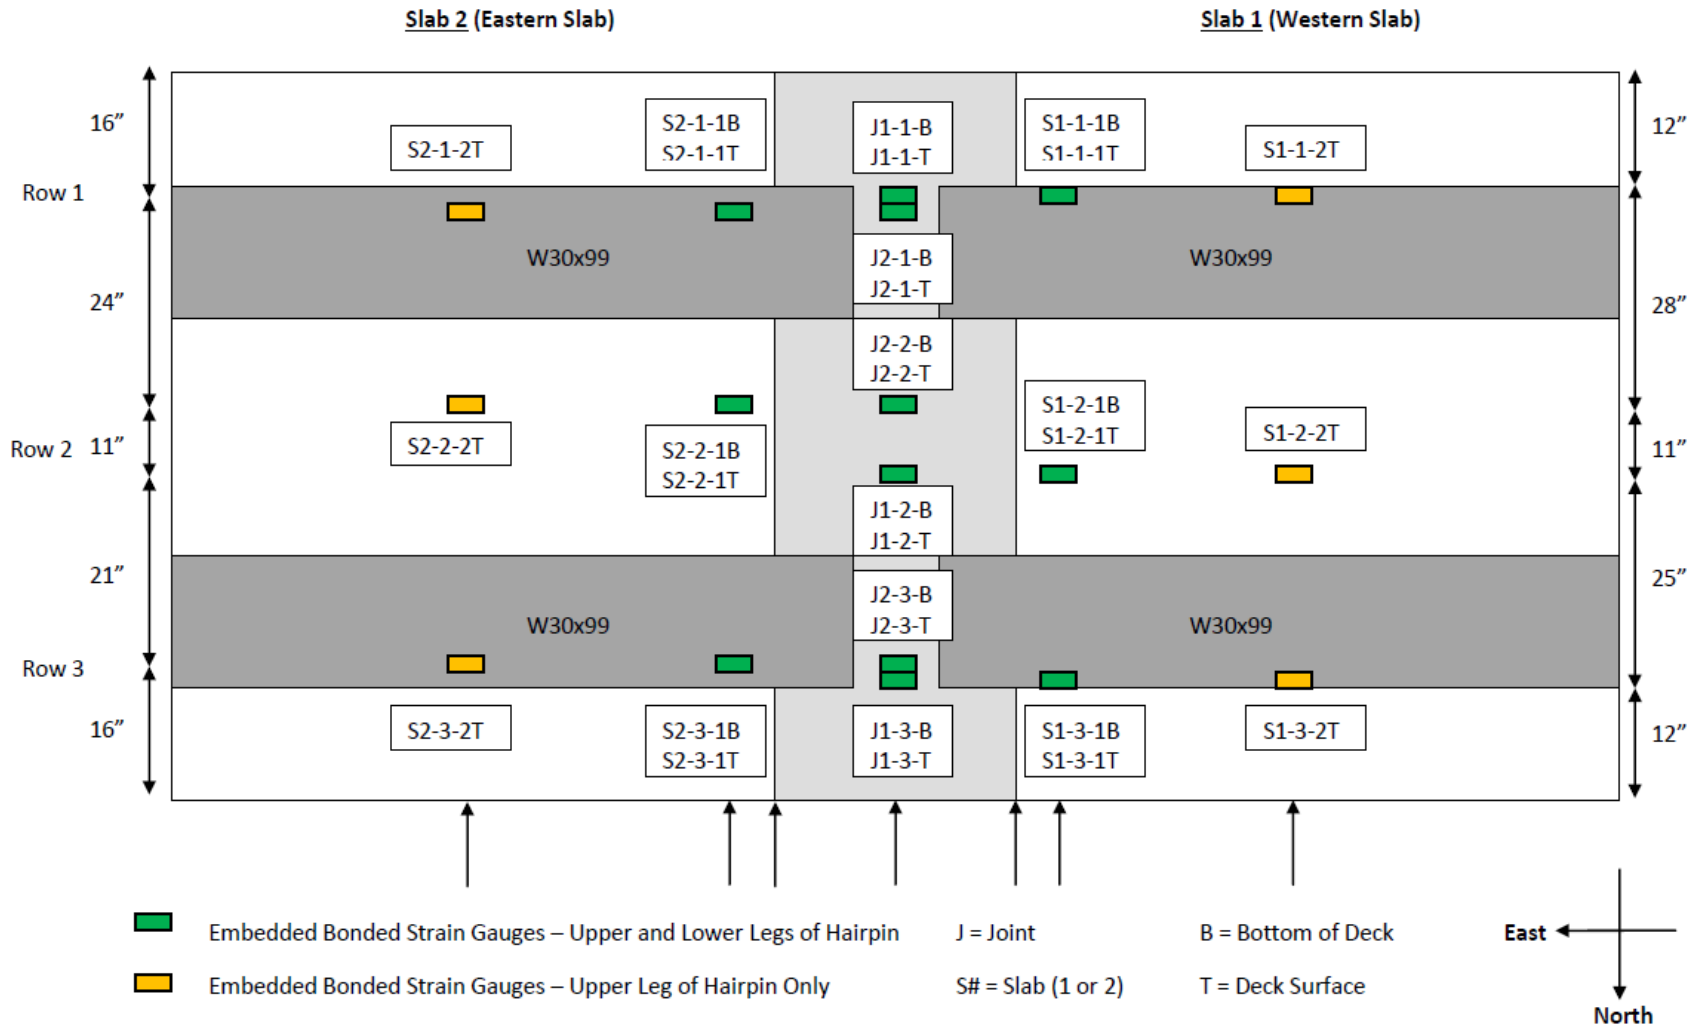 Slab 2 (Eastern Slab)
Slab 1 (Western Slab)
16”
S2-1-2T
S2-1-1B
S2-1-1T
J1-1-B
J1-1-T
S1-1-1B
S1-1-1T
S1-1-2T
12”
Row 1
W30x99
J2-1-B
J2-1-T
W30x99
24”
28”
J2-2-B
J2-2-T
S1-2-1B
S1-2-1T
S1-2-2T
Row 2
11”
S2-2-2T
S2-2-1B
S2-2-1T
11”
J1-2-B
J1-2-T
21”
25”
J2-3-B
J2-3-T
W30x99
W30x99
Row 3
16”
S2-3-2T
S2-3-1B
S2-3-1T
J1-3-B
J1-3-T
S1-3-1B
S1-3-1T
S1-3-2T
12”
Embedded Bonded Strain Gauges – Upper and Lower Legs of Hairpin
J = Joint
B = Bottom of Deck
East
Embedded Bonded Strain Gauges – Upper Leg of Hairpin Only
S# = Slab (1 or 2)
T = Deck Surface
North